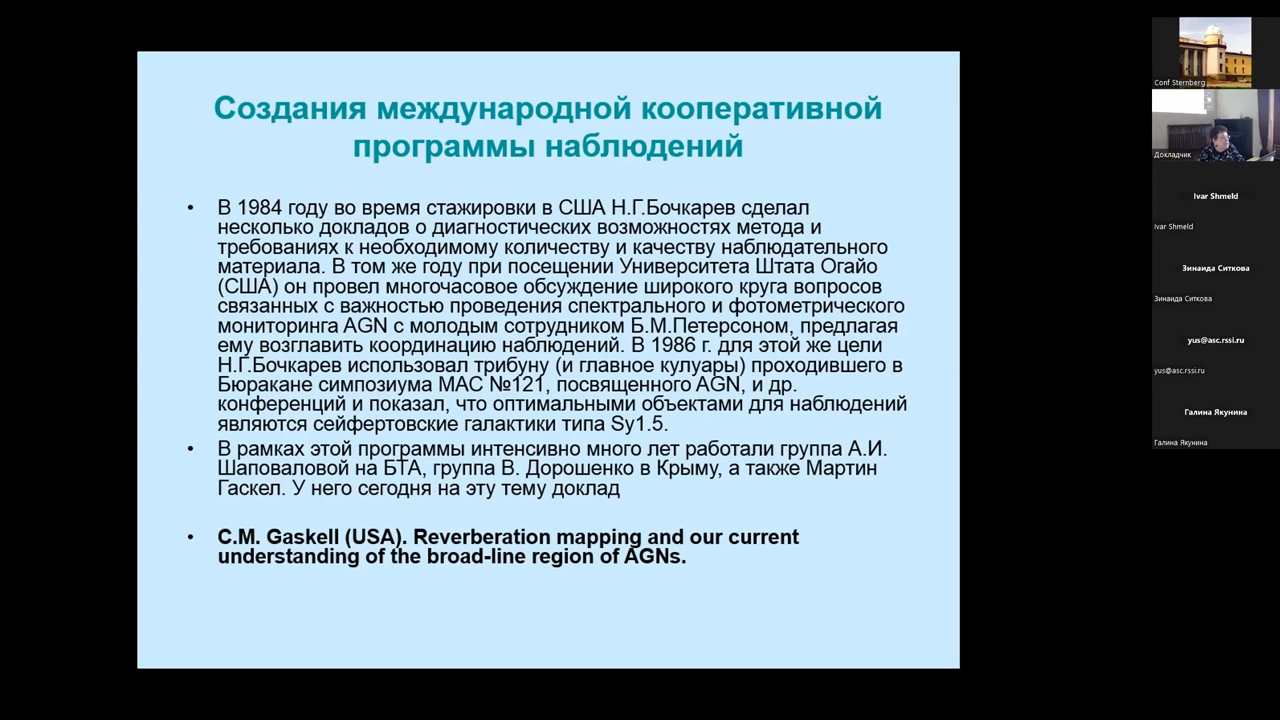 Создания международной кооперативной
программы наблюдений
• В 1984 году во время стажировки в США Н.Г.Бочкарев сделал
несколько докладов о диагностических возможностях метода и
требованиях к необходимому количеству и качеству наблюдательного
материала. В том же году при посещении Университета Штата Огайо
(США) он провел многочасовое обсуждение широкого круга вопросов
связанных с важностью проведения спектрального и фотометрического
мониторинга AGN с молодым сотрудником Б.М.Петерсоном, предлагая
ему возглавить координацию наблюдений. В 1986 г. для этой же цели
Н.Г.Бочкарев использовал трибуну (и главное кулуары) проходившего в
Бюракане симпозиума МАС №121, посвященного AGN, и др.
конференций и показал, что оптимальными объектами для наблюдений
являются сейфертовские галактики типа Sy1.5.
• В рамках этой программы интенсивно много лет работали группа А.И.
Шаповаловой на БТА, группа В. Дорошенко в Крыму, а также Мартин
Гаскел. У него сегодня на эту тему доклад
• C.M. Gaskell (USA). Reverberation mapping and our current
understanding of the broad-line region of AGNs.
Conf Sternberg
Докладчик
Ivar Shmeld
Ivar Shmeld
Зинаида Ситкова
Зинаида Ситкова
yus@asc.rssi.ru
yus@asc.rssi.ru
Галина Якунина
Галина Якунина